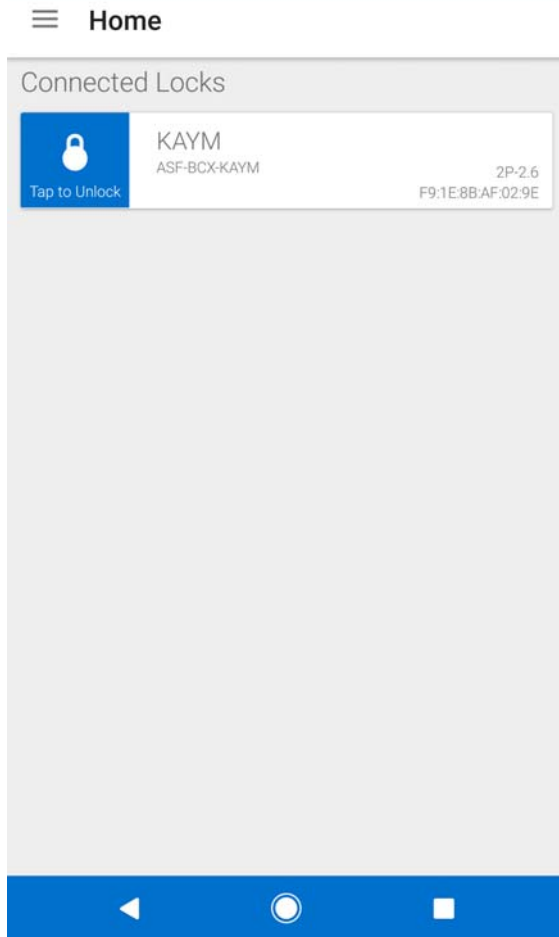 Home
Connected Locks
KAYM
ASF-BCX-KAYM
Tap to Unlock
2P-2.6
F9:1E:8B:AF:02:9E